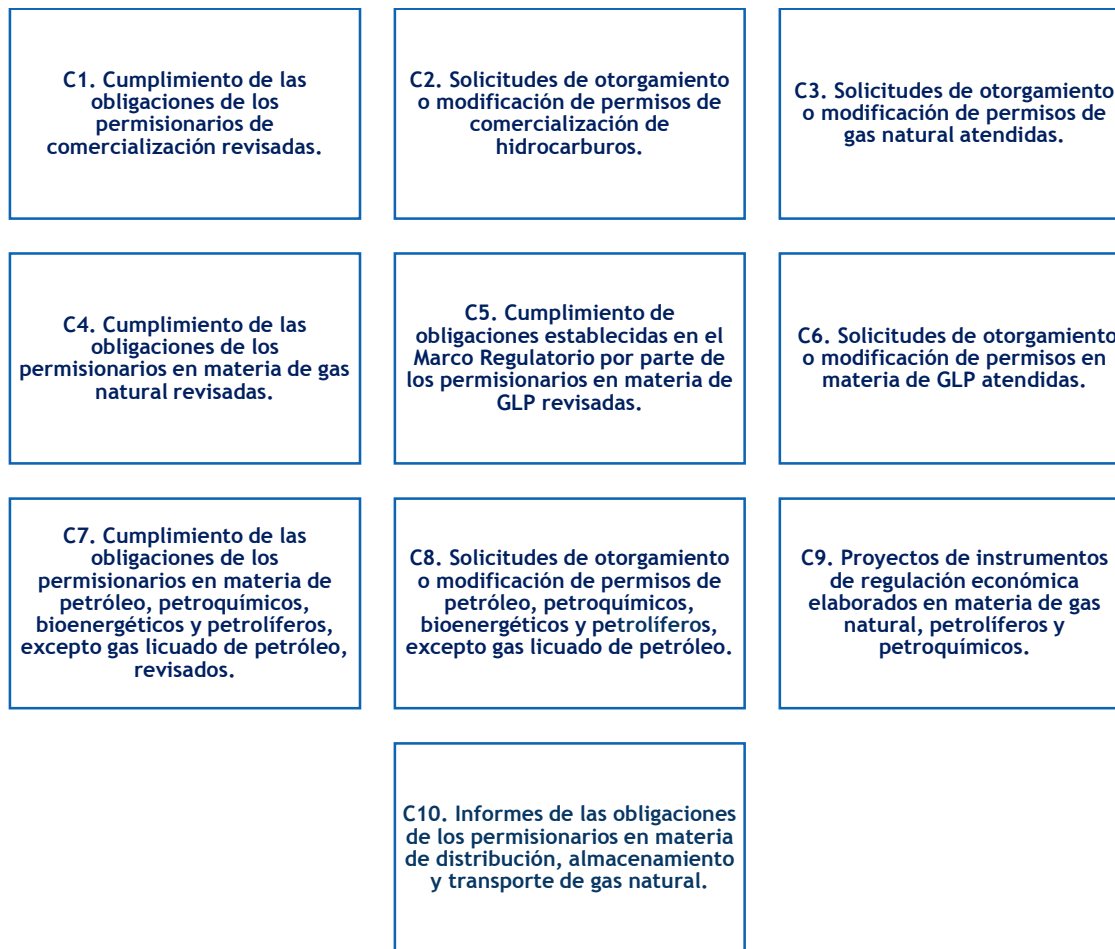 C1. Cumplimiento de las
obligaciones de los
permisionarios de
comercialización revisadas.
C2. Solicitudes de otorgamiento
o modificación de permisos de
comercialización de
hidrocarburos.
C3. Solicitudes de otorgamiento
o modificación de permisos de
gas natural atendidas.
C4. Cumplimiento de las
obligaciones de los
permisionarios en materia de gas
natural revisadas.
C5. Cumplimiento de
obligaciones establecidas en el
Marco Regulatorio por parte de
los permisionarios en materia de
GLP revisadas.
C6. Solicitudes de otorgamiento
o modificación de permisos en
materia de GLP atendidas.
C7. Cumplimiento de las
obligaciones de los
permisionarios en materia de
petróleo, petroquímicos,
bioenergéticos y petrolíferos,
excepto gas licuado de petróleo,
revisados.
C8. Solicitudes de otorgamiento
o modificación de permisos de
petróleo, petroquímicos,
bioenergéticos y petrolíferos,
excepto gas licuado de petróleo.
C9. Proyectos de instrumentos
de regulación económica
elaborados en materia de gas
natural, petrolíferos y
petroquímicos.
C10. Informes de las obligaciones
de los permisionarios en materia
de distribución, almacenamiento
y transporte de gas natural.